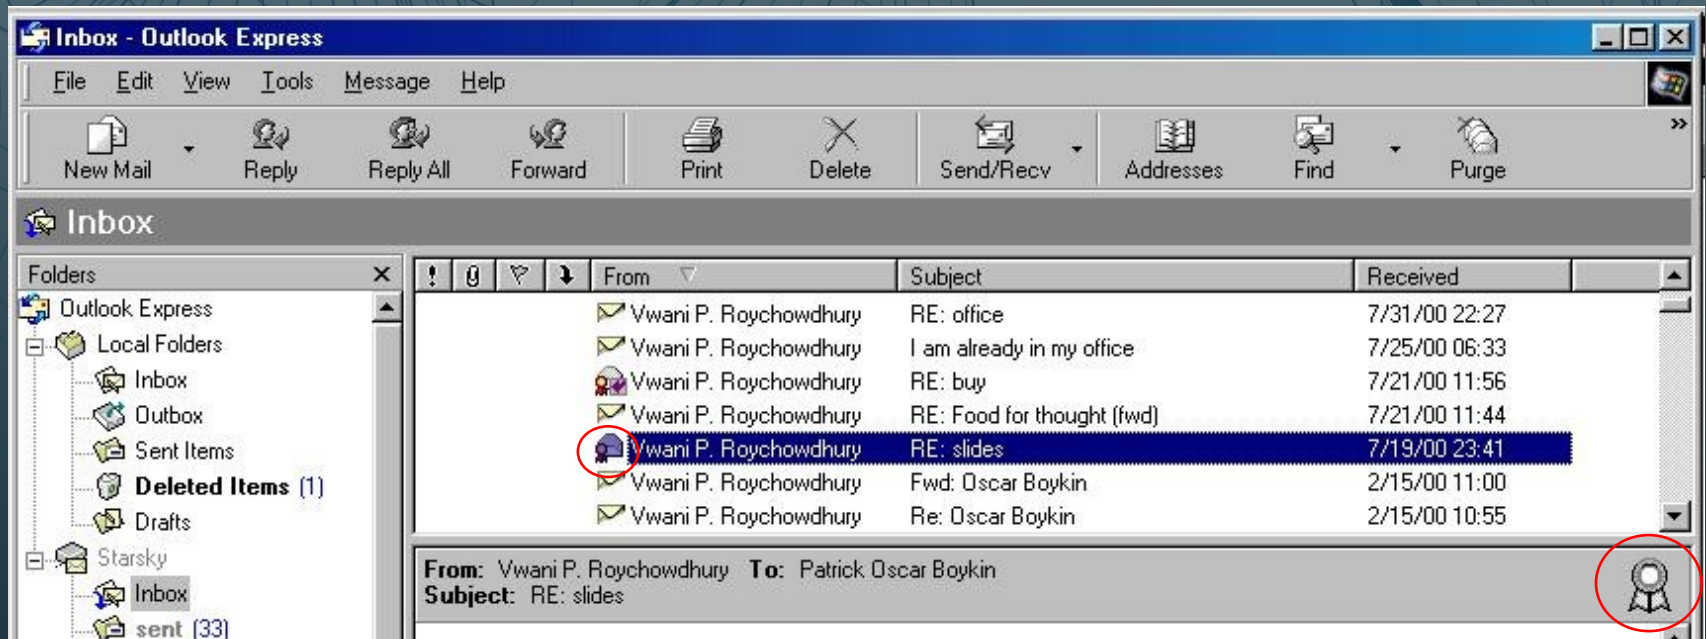 Inbox - Outlook Express
File Edit View Tools Message Help
New Mail Reply Reply All Forward Print Delete Send/Recv Addresses Find Purge »
Inbox
Folders × ! From Subject Received
Outlook Express
Local Folders
Inbox
Outbox
Sent Items
Deleted Items (1)
Drafts
Starsky
Inbox
sent (33)
Vwani P. Roychowdhury RE: office 7/31/00 22:27
Vwani P. Roychowdhury I am already in my office 7/25/00 06:33
Vwani P. Roychowdhury RE: buy 7/21/00 11:56
Vwani P. Roychowdhury RE: Food for thought (fwd) 7/21/00 11:44
Vwani P. Roychowdhury RE: slides 7/19/00 23:41
Vwani P. Roychowdhury Fwd: Oscar Boykin 2/15/00 11:00
Vwani P. Roychowdhury Re: Oscar Boykin 2/15/00 10:55
From: Vwani P. Roychowdhury To: Patrick Oscar Boykin
Subject: RE: slides